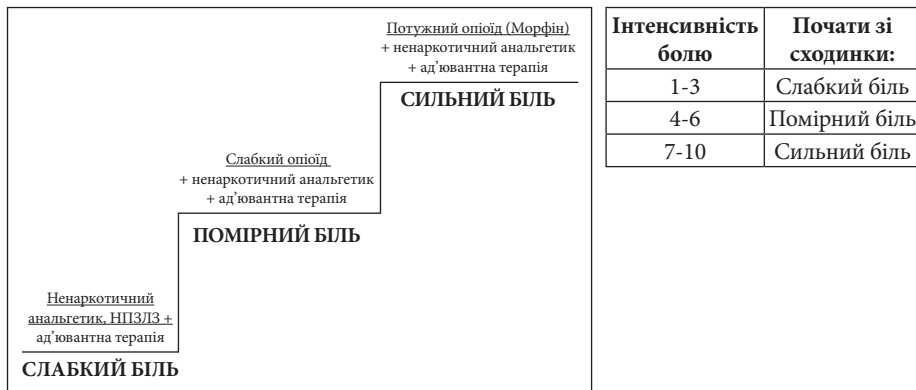 Потужний опіоїд (Морфін)
+ ненаркотичний анальгетик
+ ад’ювантна терапія
СИЛЬНИЙ БІЛЬ
Слабкий опіоїд
+ ненаркотичний анальгетик
+ ад’ювантна терапія
ПОМІРНИЙ БІЛЬ
Ненаркотичний
анальгетик, НПЗЛЗ +
ад’ювантна терапія
СЛАБКИЙ БІЛЬ
Інтенсивність болю Почати зі сходинки:
1-3 Слабкий біль
4-6 Помірний біль
7-10 Сильний біль